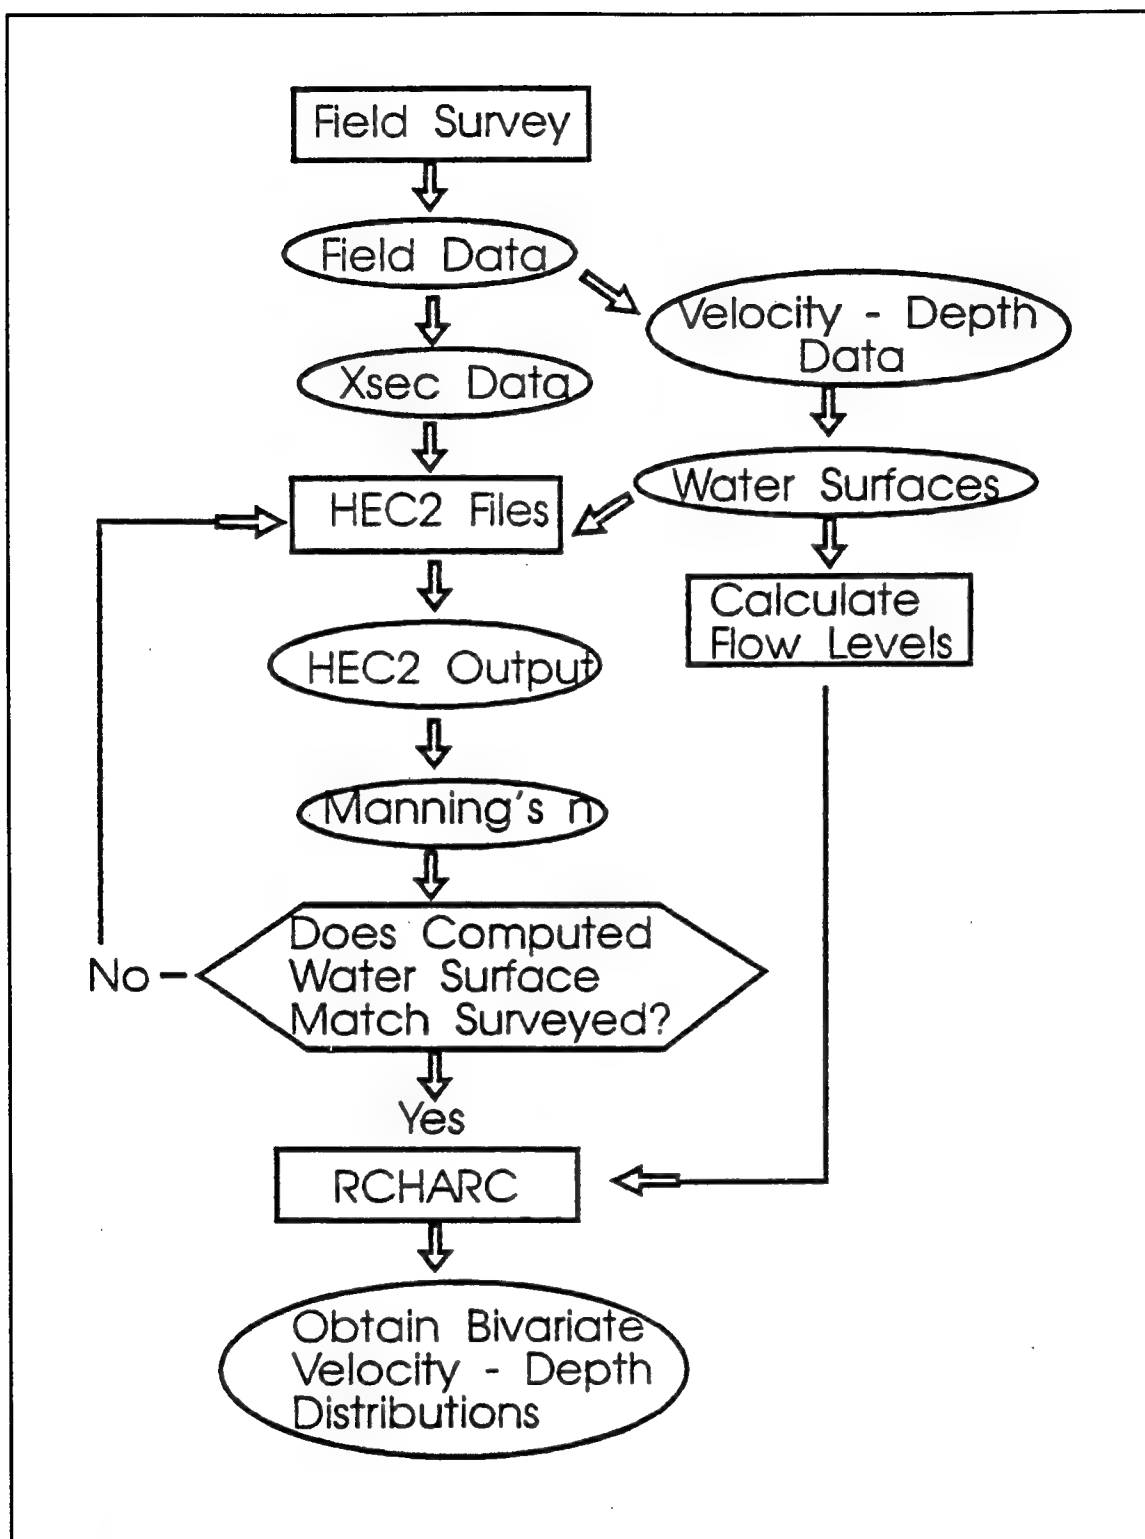 Field Survey
Field Data
Velocity - Depth
Data
Xsec Data
Water Surfaces
HEC2 Files
Calculate
Flow Levels
HEC2 Output
Manning's n
Does Computed
Water Surface
Match Surveyed?
No
Yes
RCHARC
Obtain Bivariate
Velocity - Depth
Distributions